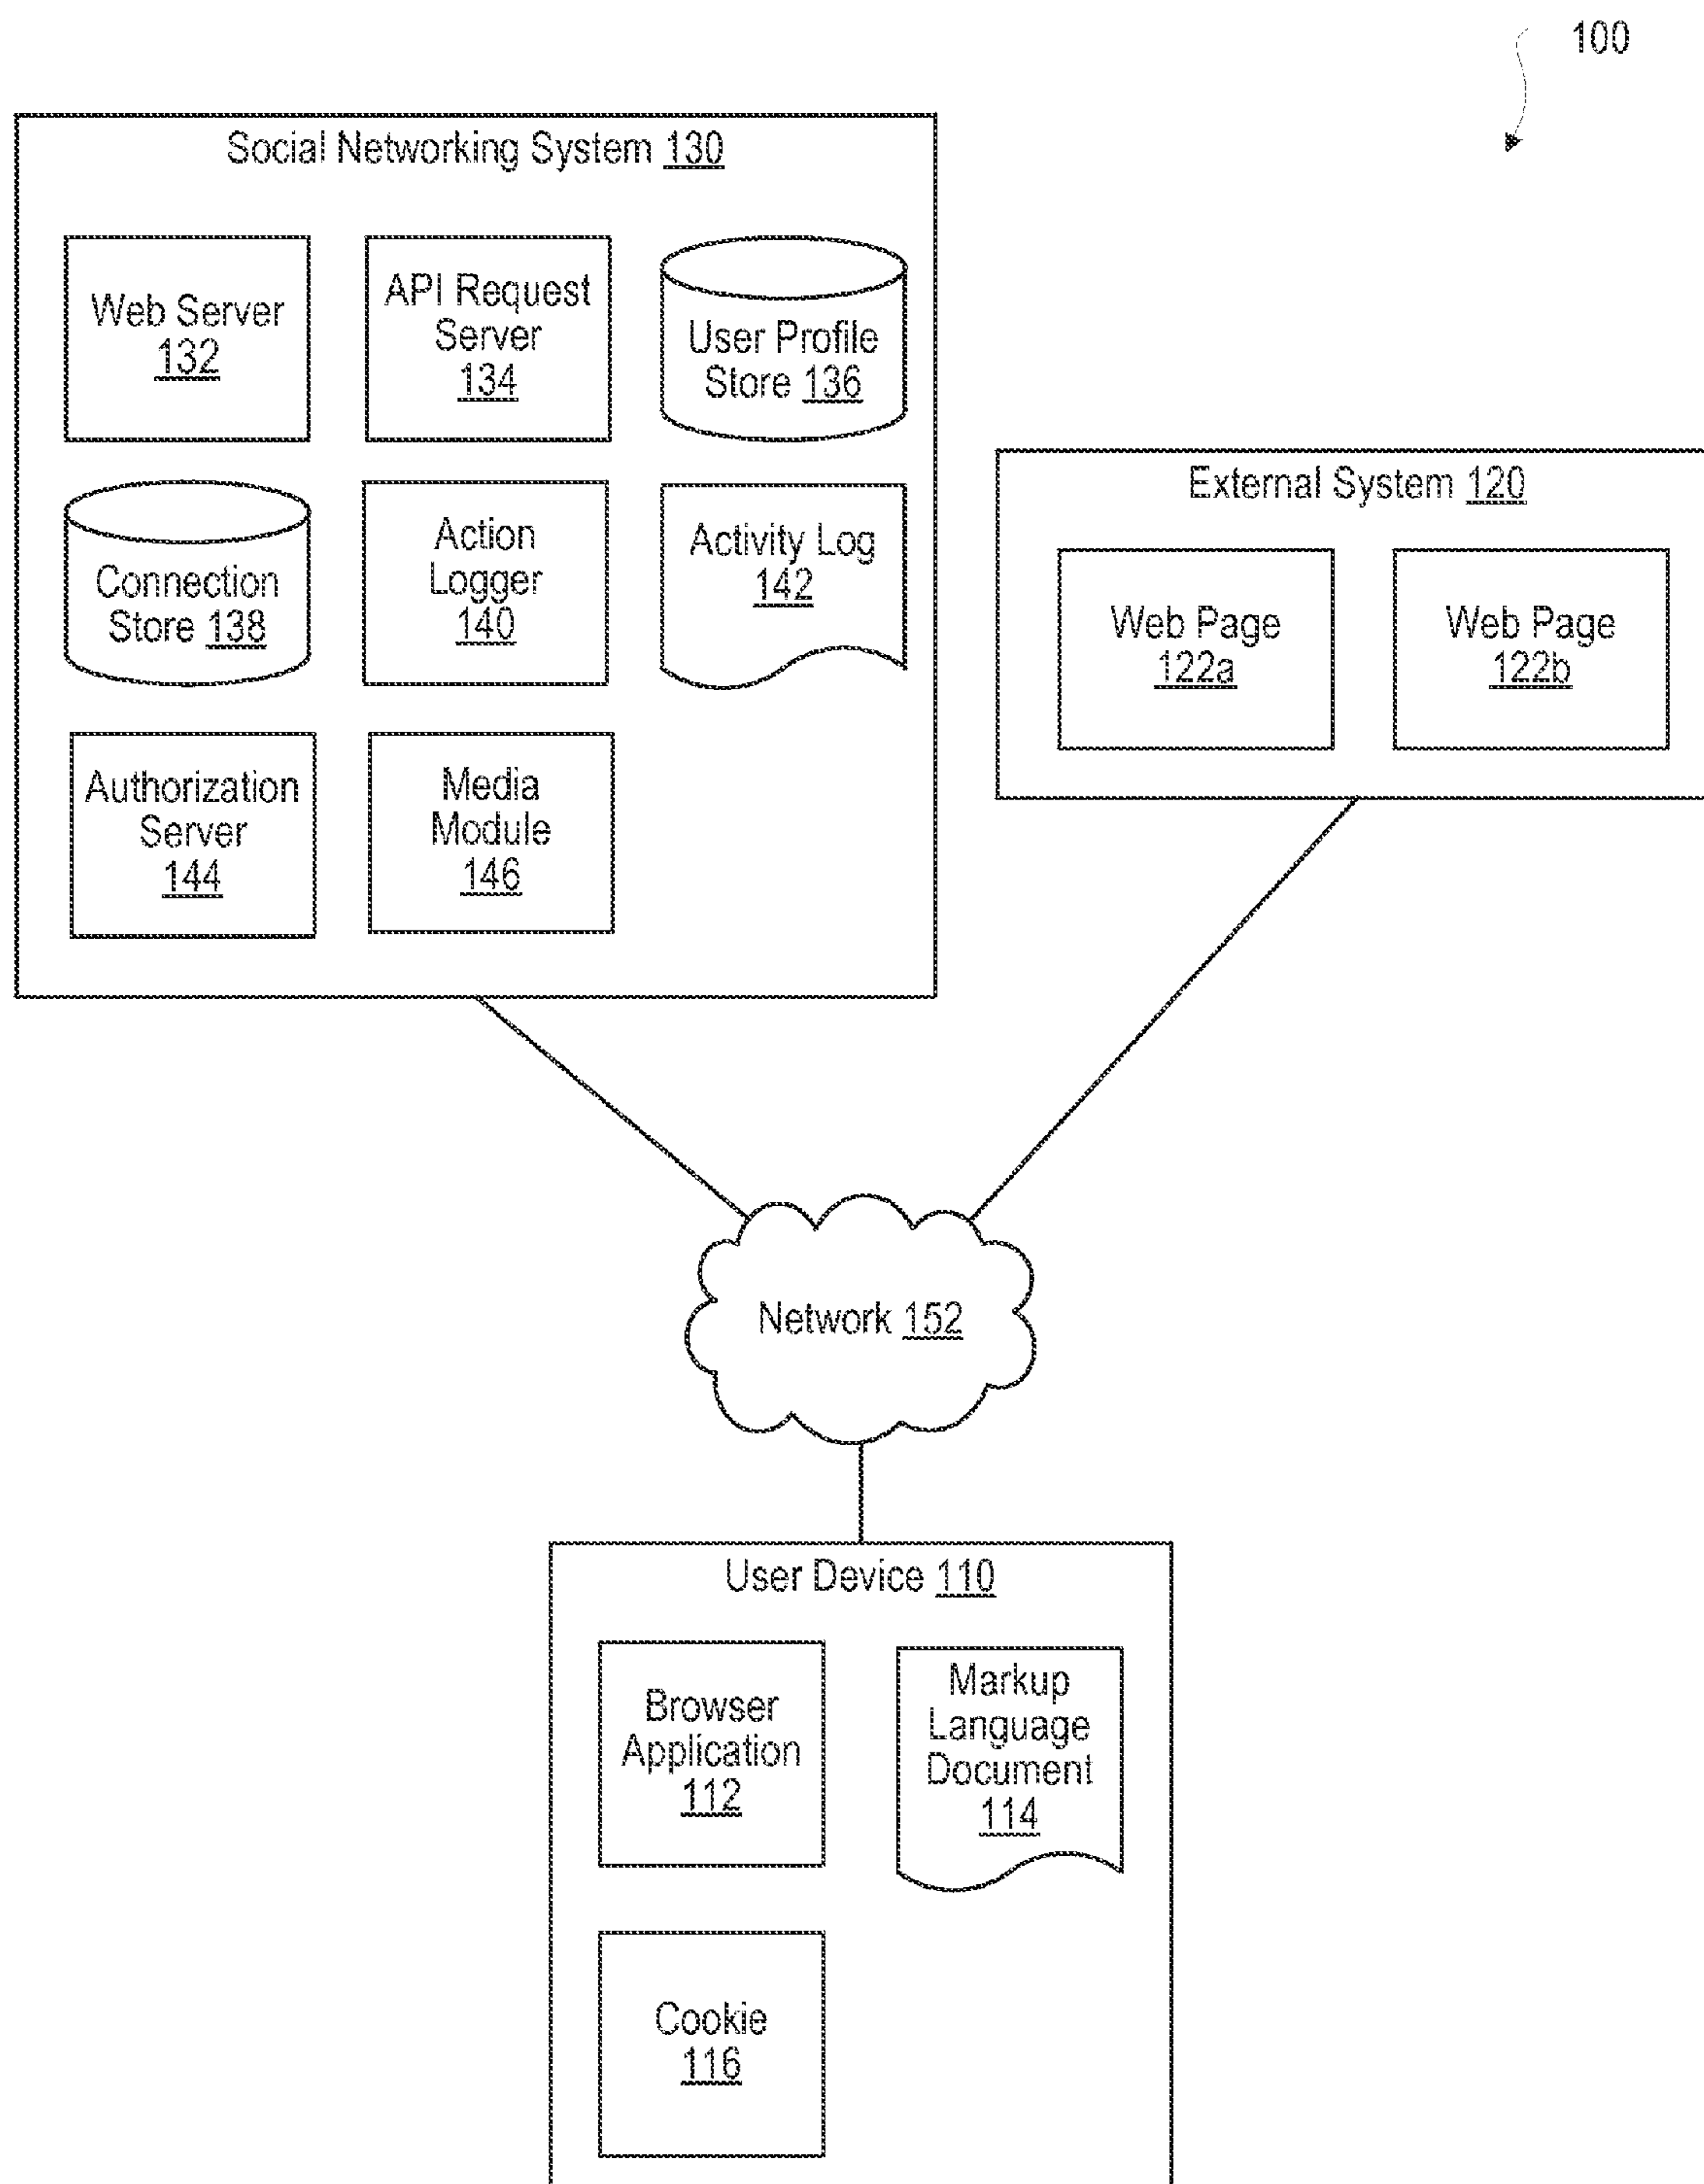 100
Social Networking System 130
Web Server
132
API Request
Server
134
User Profile
Store 136
Connection
Store 138
Action
Logger
140
Activity Log
142
Authorization
Server
144
Media
Module
146
External System 120
Web Page
122a
Web Page
122b
Network 152
User Device 110
Browser
Application
112
Markup
Language
Document
114
Cookie
116